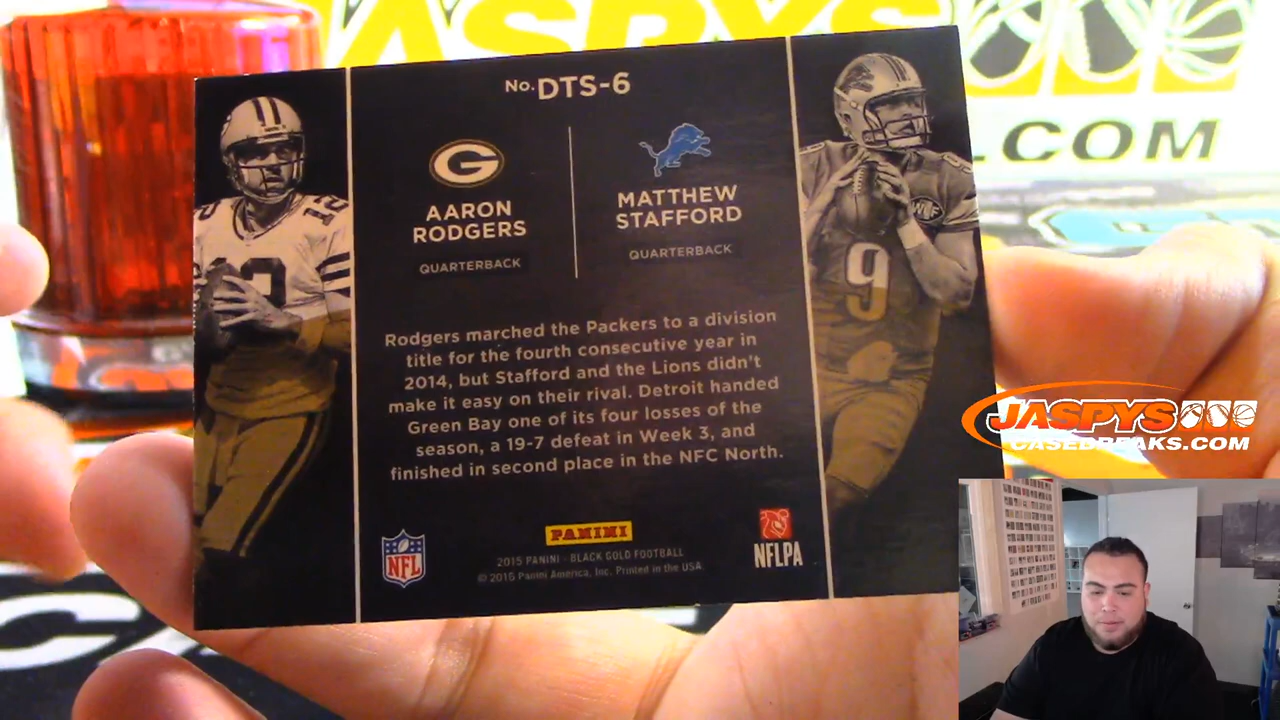 JASPYS
.COM
No. DTS-6
AARON
RODGERS
QUARTERBACK
MATTHEW
STAFFORD
QUARTERBACK
12
12
9
Rodgers marched the Packers to a division
title for the fourth consecutive year in
2014, but Stafford and the Lions didn't
make it easy on their rival. Detroit handed
Green Bay one of its four losses of the
season, a 19-7 defeat in Week 3, and
finished in second place in the NFC North.
NFL
PANINI
2015 PANINI - BLACK GOLD FOOTBALL
© 2016 Panini America, Inc. Printed in the USA.
NFLPA
JASPYS
CASEBREAKS.COM